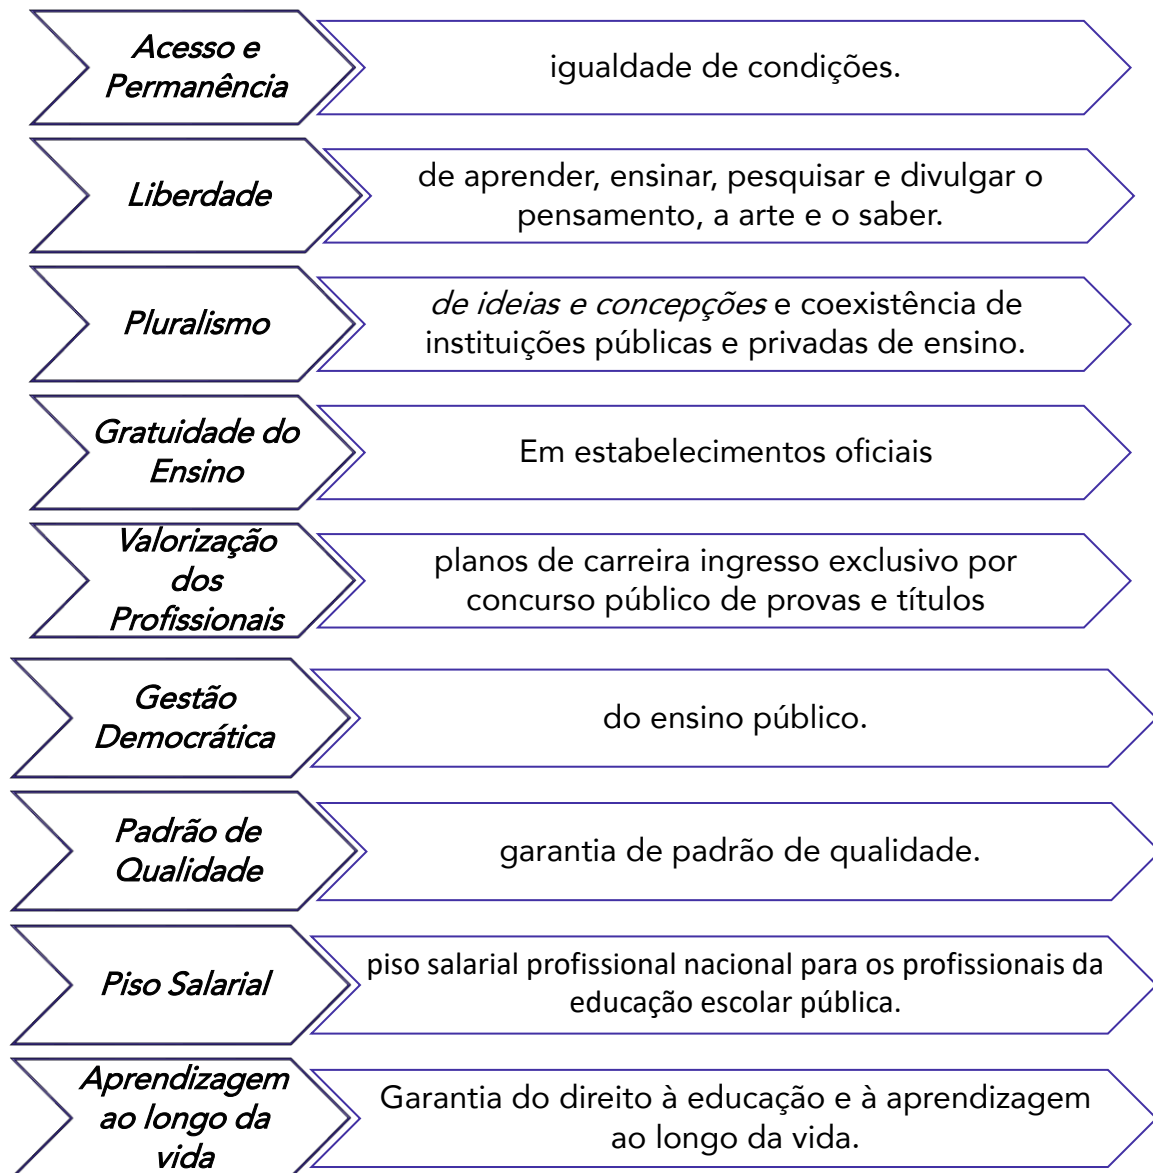 Acesso e
Permanência
igualdade de condições.
Liberdade
de aprender, ensinar, pesquisar e divulgar o
pensamento, a arte e o saber.
Pluralismo
de ideias e concepções e coexistência de
instituições públicas e privadas de ensino.
Gratuidade do
Ensino
Em estabelecimentos oficiais
Valorização
dos
Profissionais
planos de carreira ingresso exclusivo por
concurso público de provas e títulos
Gestão
Democrática
do ensino público.
Padrão de
Qualidade
garantia de padrão de qualidade.
Piso Salarial
piso salarial profissional nacional para os profissionais da
educação escolar pública.
Aprendizagem
ao longo da
vida
Garantia do direito à educação e à aprendizagem
ao longo da vida.